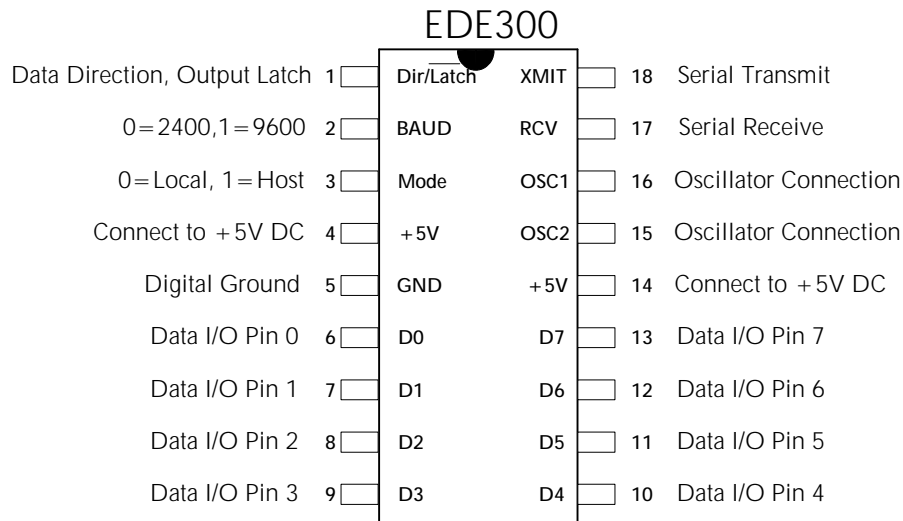 EDE300
Data Direction, Output Latch 1 Dir/Latch XMIT 18 Serial Transmit
0=2400,1=9600 2 BAUD RCV 17 Serial Receive
0=Local, 1=Host 3 Mode OSC1 16 Oscillator Connection
Connect to +5V DC 4 +5V OSC2 15 Oscillator Connection
Digital Ground 5 GND +5V 14 Connect to +5V DC
Data I/O Pin 0 6 D0 D7 13 Data I/O Pin 7
Data I/O Pin 1 7 D1 D6 12 Data I/O Pin 6
Data I/O Pin 2 8 D2 D5 11 Data I/O Pin 5
Data I/O Pin 3 9 D3 D4 10 Data I/O Pin 4